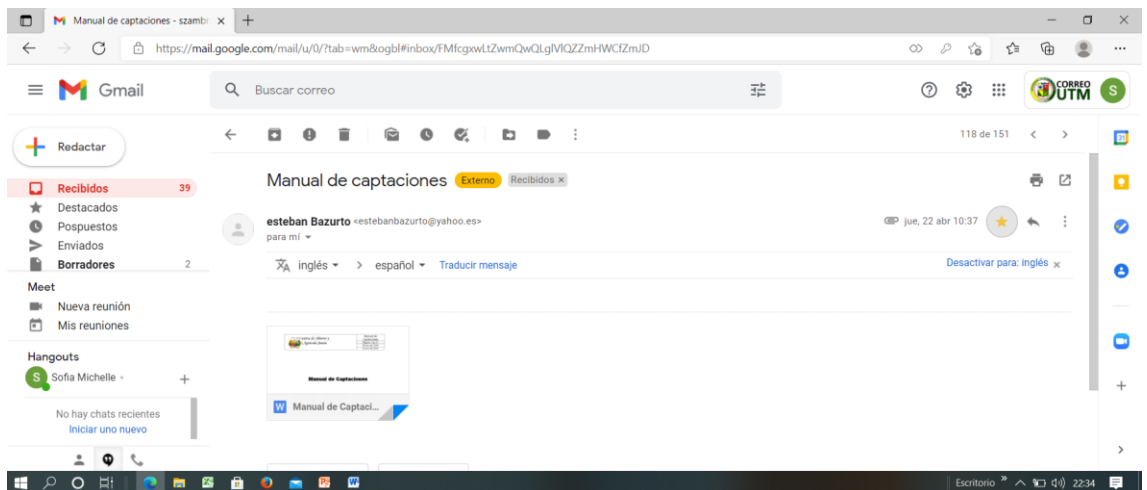 Manual de captaciones - szambr
https://mail.google.com/mail/u/0/?tab=wm&ogbl#inbox/FMfcgxwLtZwmQwQLglVlQZZmHWCfZmJD
Gmail
Buscar correo
CORREO
UTM
S
Redactar
118 de 151
31
Recibidos 39
Destacados
Pospuestos
Enviados
Borradores 2
Manual de captaciones Externo Recibidos ×
esteban Bazurto <estebanbazurto@yahoo.es>
jue, 22 abr 10:37
para mí
inglés > español Traducir mensaje
Desactivar para: inglés ×
Meet
Nueva reunión
Mis reuniones
Hangouts
S Sofia Michelle
No hay chats recientes
Iniciar uno nuevo
Manual de Captaciones
W Manual de Captaci...
Escritorio » 22:34